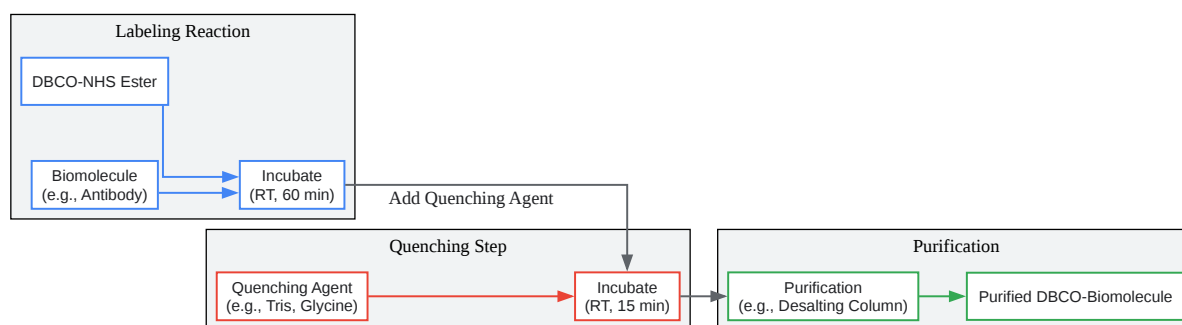 Labeling Reaction
DBCO-NHS Ester
Biomolecule
(e.g., Antibody)
Incubate
(RT, 60 min)
Add Quenching Agent
Quenching Step
Quenching Agent
(e.g., Tris, Glycine)
Incubate
(RT, 15 min)
Purification
Purification
(e.g., Desalting Column)
Purified DBCO-Biomolecule